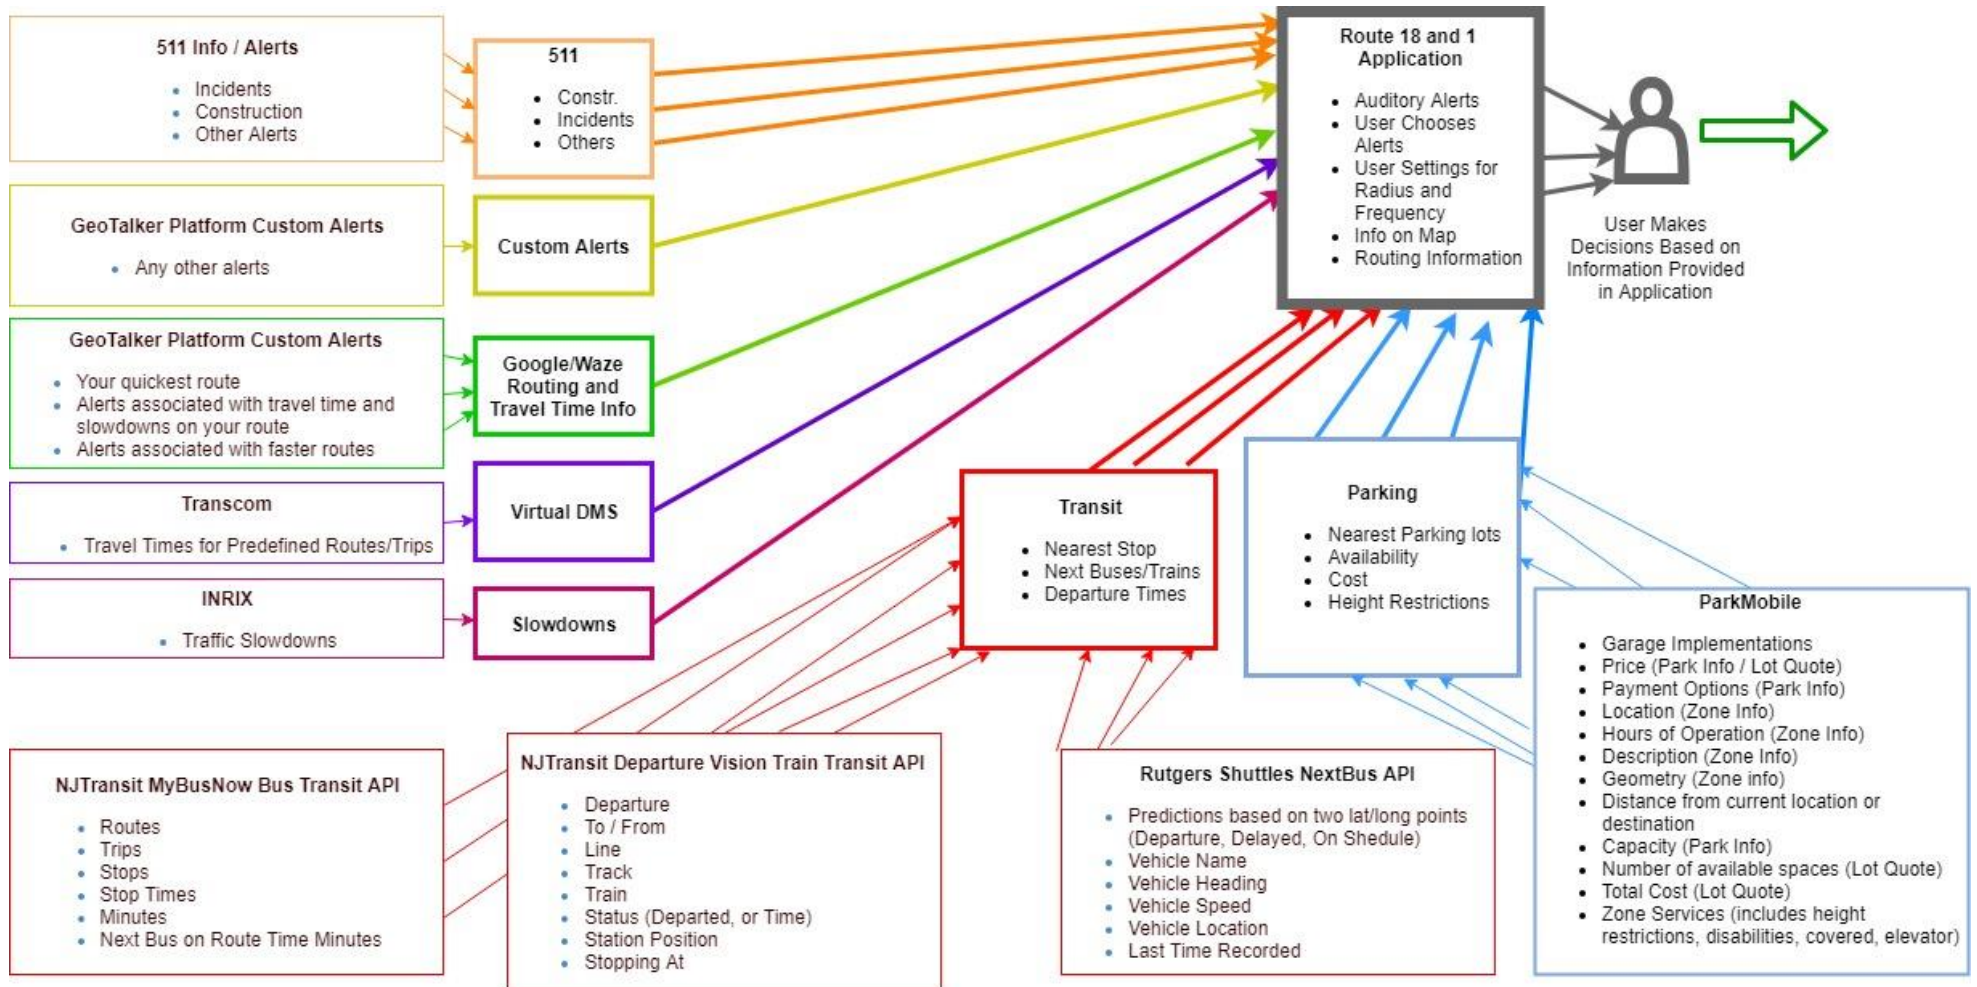 511 Info / Alerts
Incidents
Construction
Other Alerts
511
Constr.
Incidents
Others
GeoTalker Platform Custom Alerts
Any other alerts
Custom Alerts
GeoTalker Platform Custom Alerts
Your quickest route
Alerts associated with travel time and
slowdowns on your route
Alerts associated with faster routes
Google/Waze
Routing and
Travel Time Info
Transcom
Travel Times for Predefined Routes/Trips
Virtual DMS
INRIX
Traffic Slowdowns
Slowdowns
Route 18 and 1
Application
Auditory Alerts
User Chooses
Alerts
User Settings for
Radius and
Frequency
Info on Map
Routing Information
User Makes
Decisions Based on
Information Provided
in Application
Transit
Nearest Stop
Next Buses/Trains
Departure Times
Parking
Nearest Parking lots
Availability
Cost
Height Restrictions
NJTransit MyBusNow Bus Transit API
Routes
Trips
Stops
Stop Times
Minutes
Next Bus on Route Time Minutes
NJTransit Departure Vision Train Transit API
Departure
To / From
Line
Track
Train
Status (Departed, or Time)
Station Position
Stopping At
Rutgers Shuttles NextBus API
Predictions based on two lat/long points
(Departure, Delayed, On Shedule)
Vehicle Name
Vehicle Heading
Vehicle Speed
Vehicle Location
Last Time Recorded
ParkMobile
Garage Implementations
Price (Park Info / Lot Quote)
Payment Options (Park Info)
Location (Zone Info)
Hours of Operation (Zone Info)
Description (Zone Info)
Geometry (Zone info)
Distance from current location or
destination
Capacity (Park Info)
Number of available spaces (Lot Quote)
Total Cost (Lot Quote)
Zone Services (includes height
restrictions, disabilities, covered, elevator)